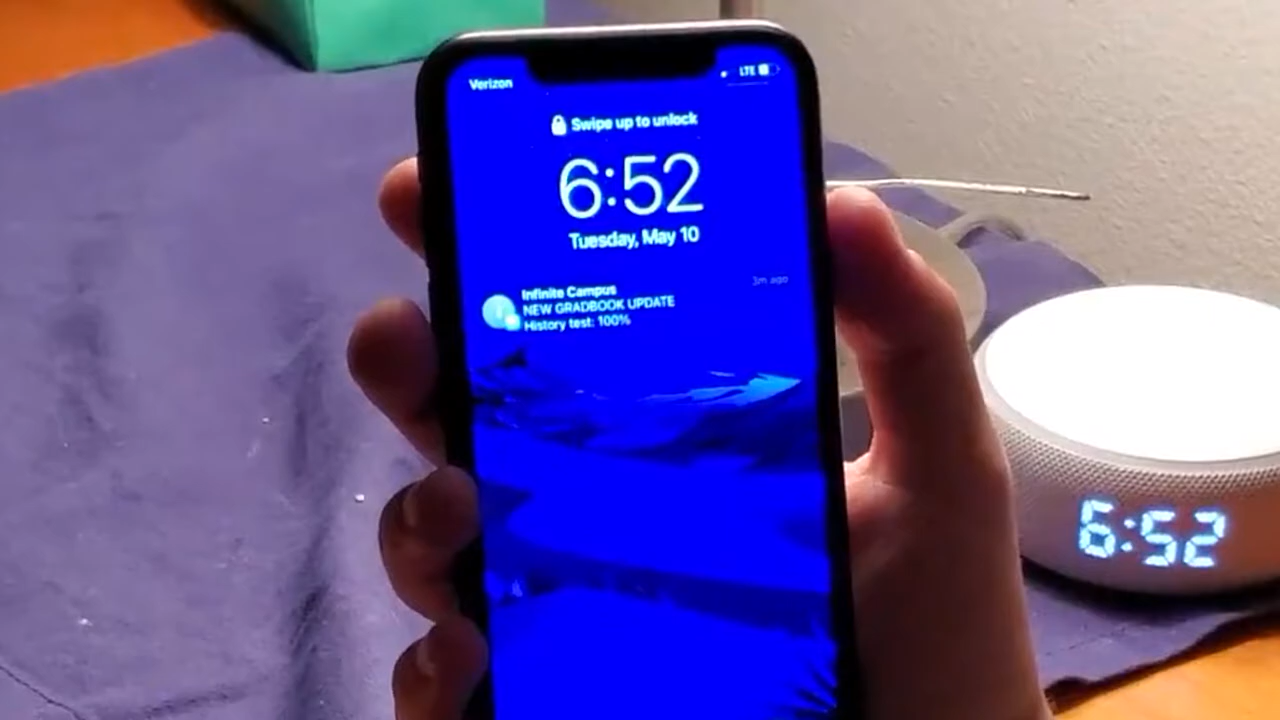 Verizon
LTE
Swipe up to unlock
6:52
Tuesday, May 10
Infinite Campus
3m ago
NEW GRADBOOK UPDATE
History test: 100%
6:52